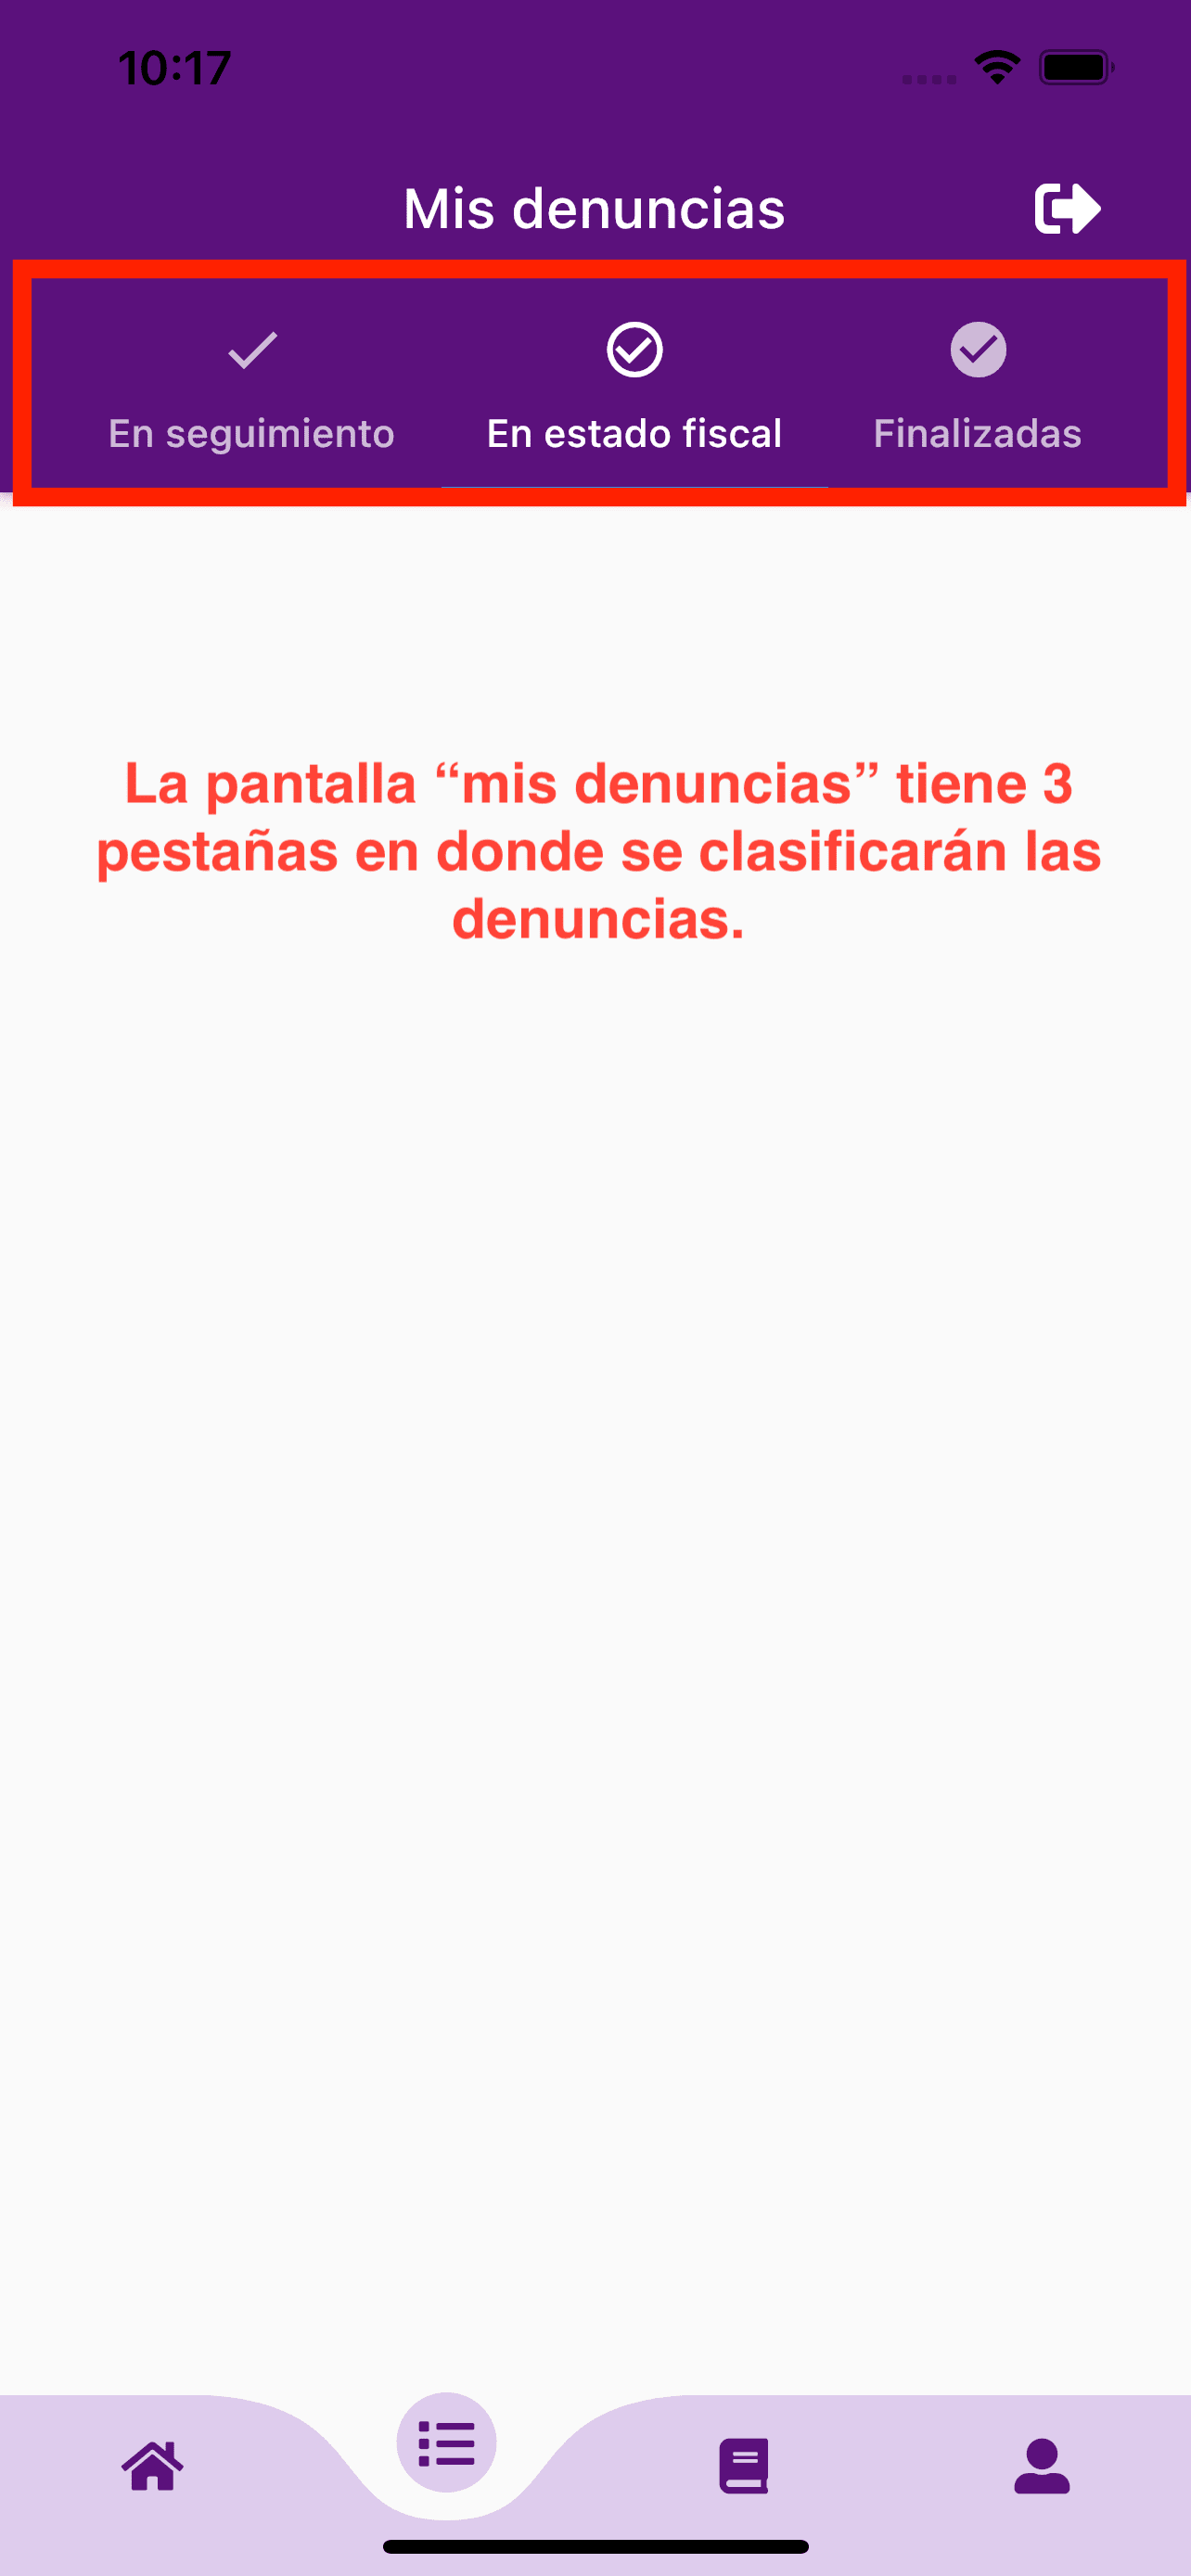 10:17
Mis denuncias
En seguimiento
En estado fiscal
Finalizadas
La pantalla “mis denuncias” tiene 3
pestañas en donde se clasificarán las
denuncias.